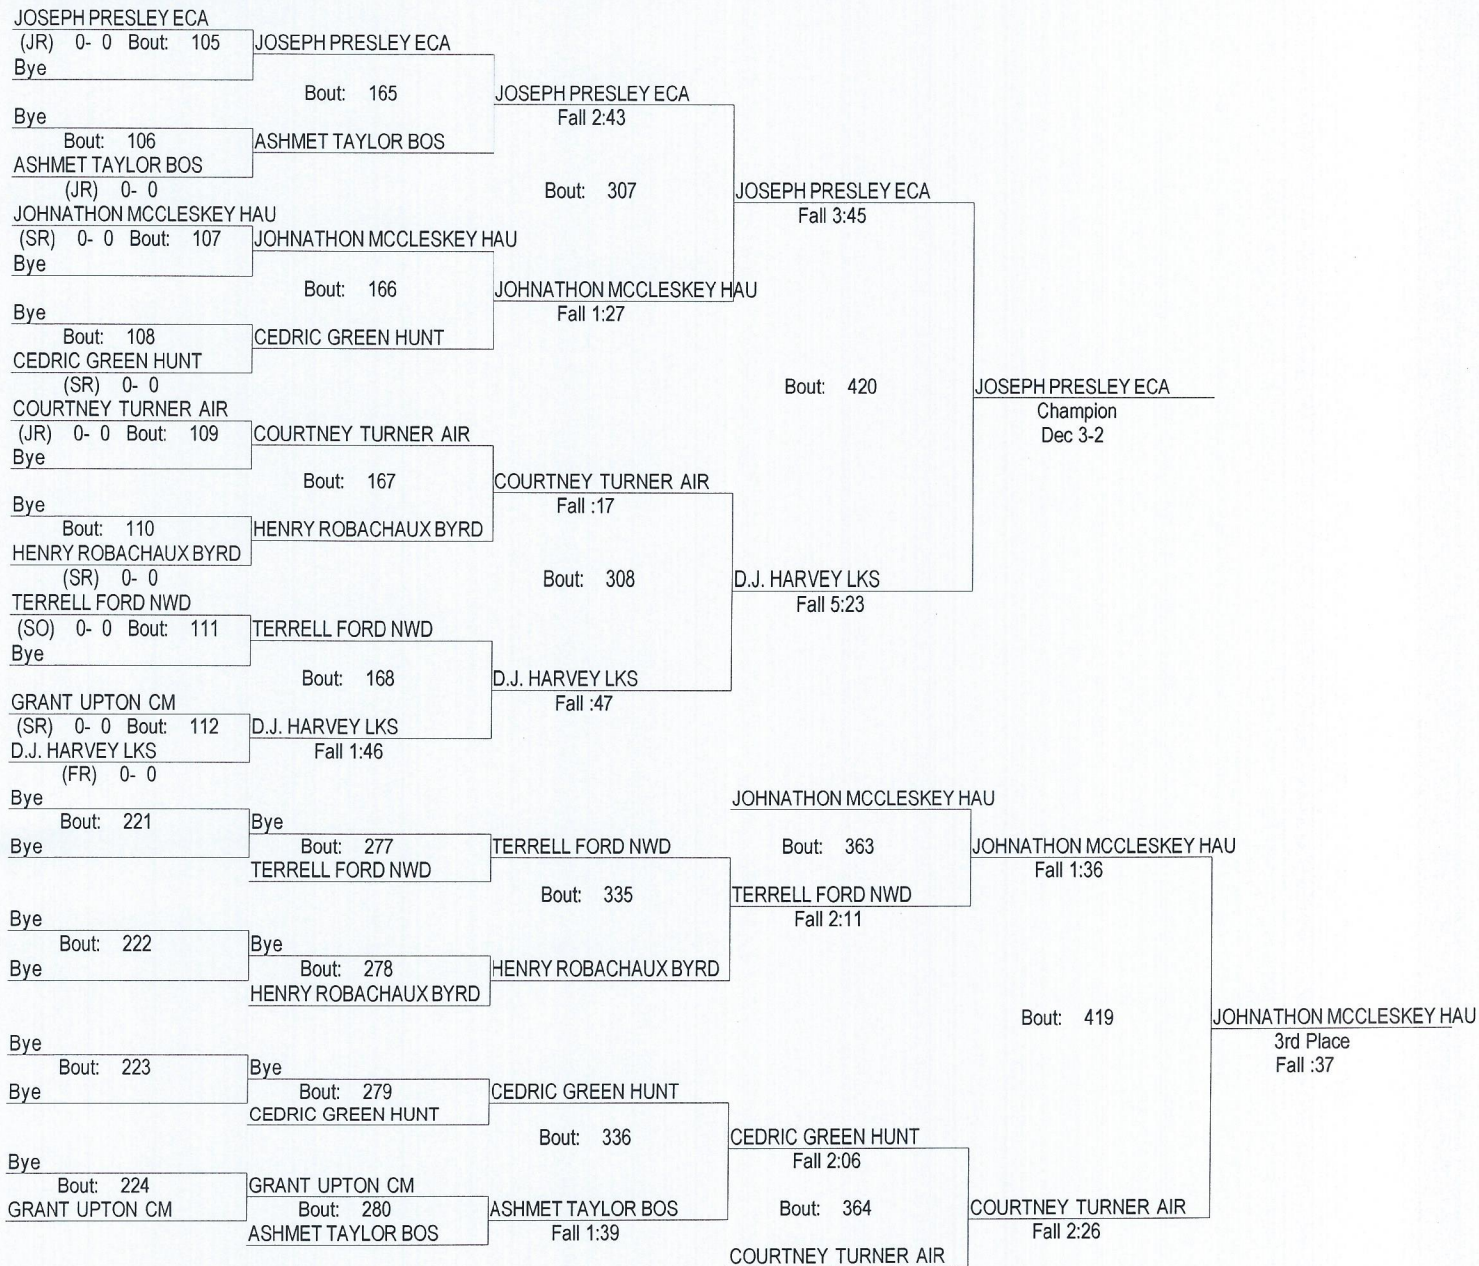 JOSEPH PRESLEY ECA
(JR) 0- 0 Bout: 105
Bye
JOSEPH PRESLEY ECA
Bout: 165
Bye
Bout: 106
ASHMET TAYLOR BOS
(JR) 0- 0
ASHMET TAYLOR BOS
JOSEPH PRESLEY ECA
Fall 2:43
Bout: 307
JOHNATHON MCCLESKEY HAU
(SR) 0- 0 Bout: 107
Bye
JOHNATHON MCCLESKEY HAU
Bout: 166
Bye
Bout: 108
CEDRIC GREEN HUNT
(SR) 0- 0
CEDRIC GREEN HUNT
JOHNATHON MCCLESKEY HAU
Fall 1:27
JOSEPH PRESLEY ECA
Fall 3:45
Bout: 420
JOSEPH PRESLEY ECA
Champion
Dec 3-2
COURTNEY TURNER AIR
(JR) 0- 0 Bout: 109
Bye
COURTNEY TURNER AIR
Bout: 167
Bye
Bout: 110
HENRY ROBACHAUX BYRD
(SR) 0- 0
HENRY ROBACHAUX BYRD
COURTNEY TURNER AIR
Fall :17
Bout: 308
D.J. HARVEY LKS
Fall 5:23
TERRELL FORD NWD
(SO) 0- 0 Bout: 111
Bye
TERRELL FORD NWD
Bout: 168
GRANT UPTON CM
(SR) 0- 0 Bout: 112
D.J. HARVEY LKS
(FR) 0- 0
D.J. HARVEY LKS
Fall 1:46
D.J. HARVEY LKS
Fall :47
Bye
Bout: 221
Bye
Bye
Bout: 277
TERRELL FORD NWD
TERRELL FORD NWD
Bout: 335
Bye
Bout: 222
Bye
Bye
Bout: 278
HENRY ROBACHAUX BYRD
HENRY ROBACHAUX BYRD
JOHNATHON MCCLESKEY HAU
Bout: 363
TERRELL FORD NWD
Fall 2:11
JOHNATHON MCCLESKEY HAU
Fall 1:36
Bout: 419
JOHNATHON MCCLESKEY HAU
3rd Place
Fall :37
Bye
Bout: 223
Bye
Bye
Bout: 279
CEDRIC GREEN HUNT
CEDRIC GREEN HUNT
Bout: 336
Bye
Bout: 224
GRANT UPTON CM
GRANT UPTON CM
Bout: 280
ASHMET TAYLOR BOS
ASHMET TAYLOR BOS
Fall 1:39
CEDRIC GREEN HUNT
Fall 2:06
Bout: 364
COURTNEY TURNER AIR
COURTNEY TURNER AIR
Fall 2:26